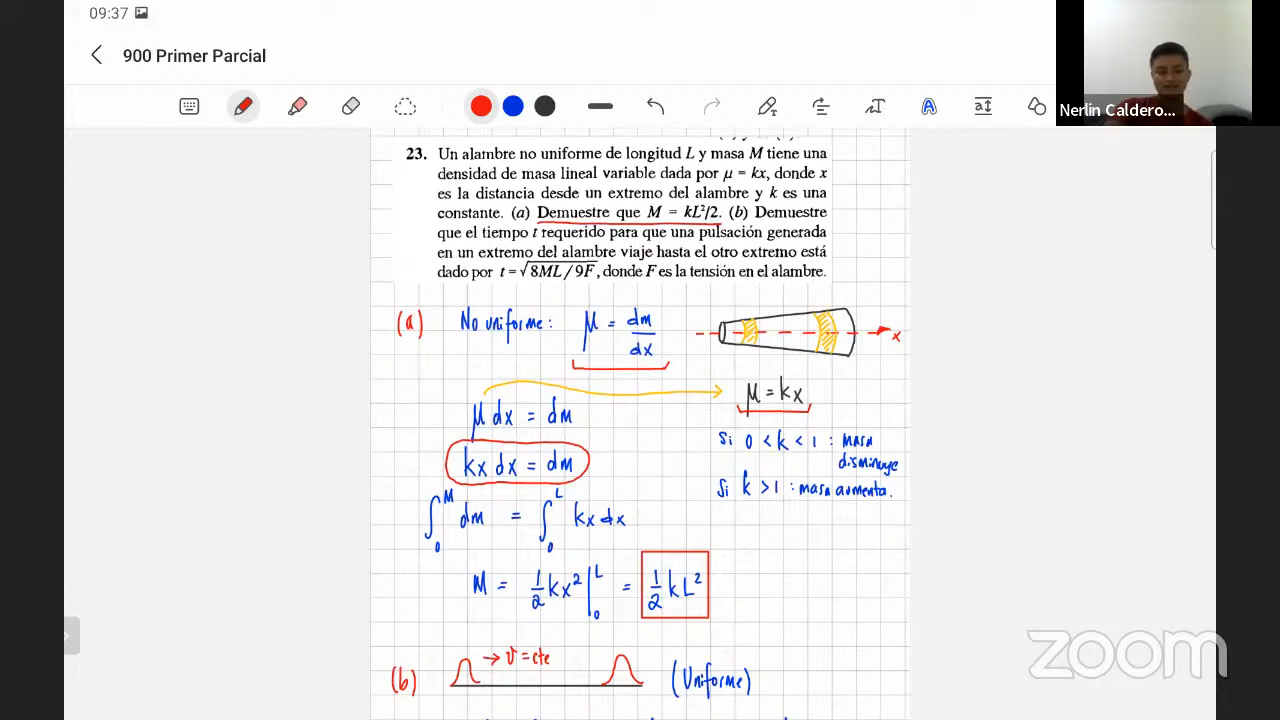 09:37
900 Primer Parcial
Nerlin Caldero...
23. Un alambre no uniforme de longitud L y masa M tiene una
densidad de masa lineal variable dada por μ = kx, donde x
es la distancia desde un extremo del alambre y k es una
constante. (a) Demuestre que M = kL²/2. (b) Demuestre
que el tiempo t requerido para que una pulsación generada
en un extremo del alambre viaje hasta el otro extremo está
dado por t = √8ML / 9F, donde F es la tensión en el alambre.
(a) No uniforme: μ = dm/dx
x
μ = kx
μ dx = dm
Si 0 < k < 1 : masa
disminuye
kx dx = dm
Si k > 1 : masa aumenta.
∫₀ᴹ dm = ∫₀ᴸ kx dx
M = 1/2 kx² |₀ᴸ = 1/2 kL²
(b) → v = cte (Uniforme)
zoom